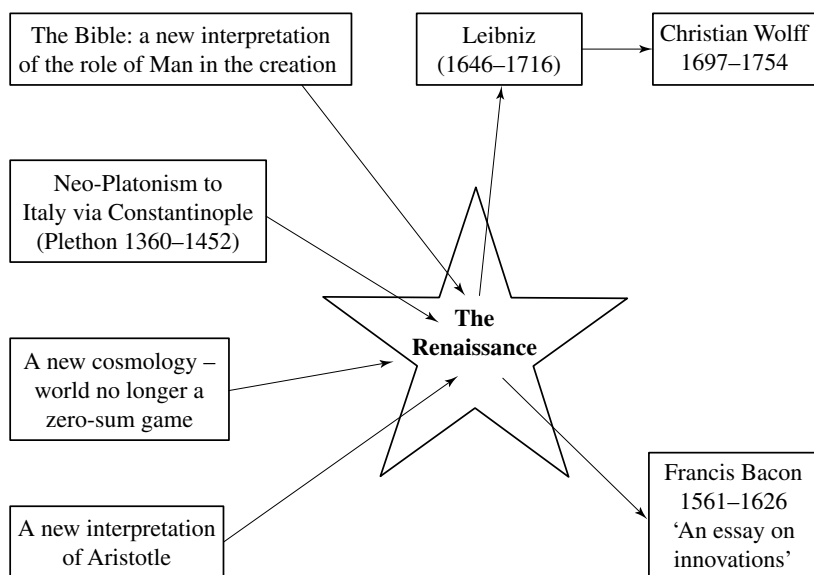 The Bible: a new interpretation
of the role of Man in the creation
Leibniz
(1646–1716)
Christian Wolff
1697–1754
Neo-Platonism to
Italy via Constantinople
(Plethon 1360–1452)
The
Renaissance
A new cosmology –
world no longer a
zero-sum game
Francis Bacon
1561–1626
‘An essay on
innovations’
A new interpretation
of Aristotle